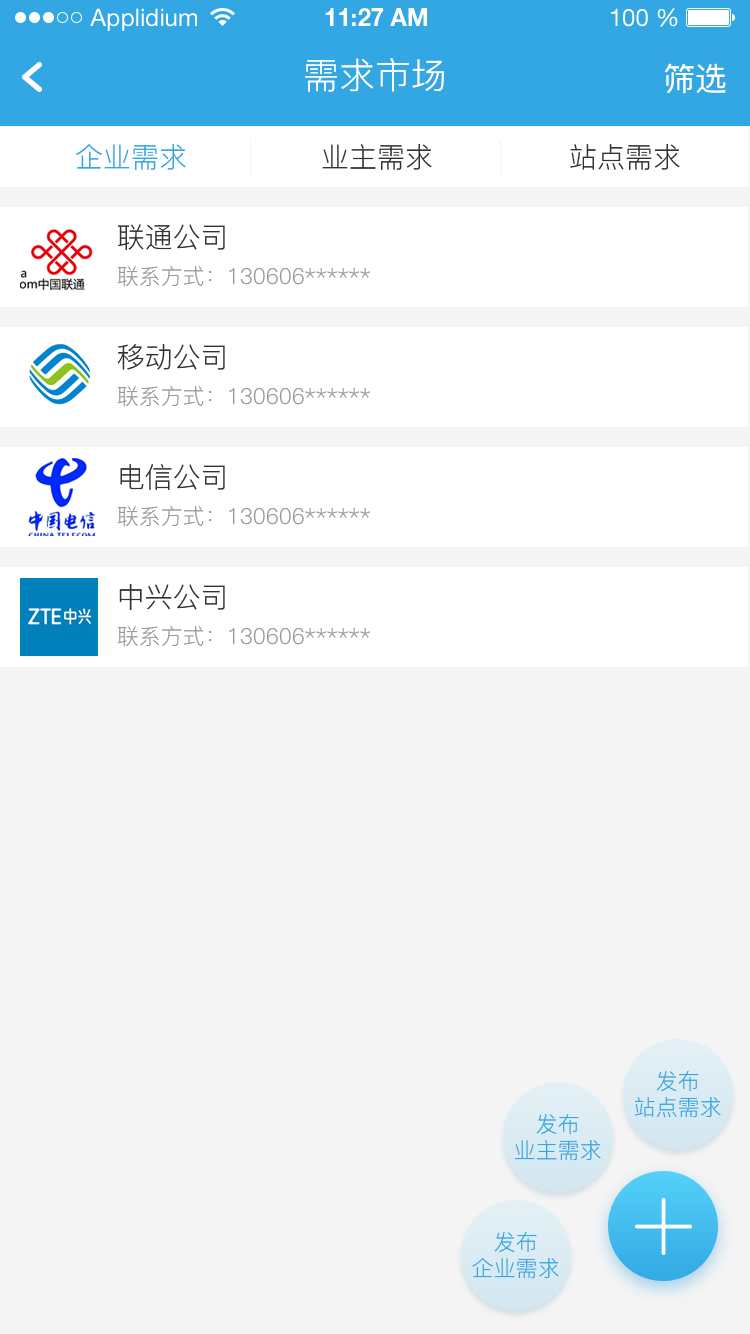 Applidium 11:27 AM 100 %
需求市场 筛选
企业需求 业主需求 站点需求
联通公司
a
om中国联通
联系方式：130606******
移动公司
联系方式：130606******
电信公司
中国电信
CHINA TELECOM
联系方式：130606******
中兴公司
ZTE中兴
联系方式：130606******
发布
站点需求
发布
业主需求
发布
企业需求